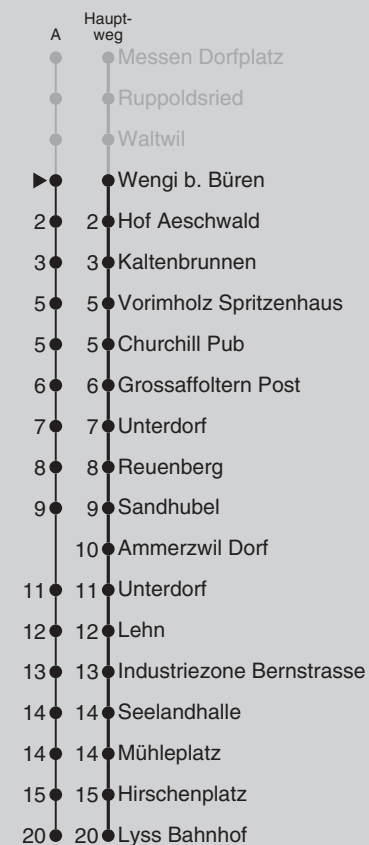 Haupt-
A weg
Messen Dorfplatz
Ruppoldsried
Waltwil
Wengi b. Büren
2 2 Hof Aeschwald
3 3 Kaltenbrunnen
5 5 Vorimholz Spritzenhaus
5 5 Churchill Pub
6 6 Grossaffoltern Post
7 7 Unterdorf
8 8 Reuenberg
9 9 Sandhubel
10 Ammerzwil Dorf
11 11 Unterdorf
12 12 Lehn
13 13 Industriezone Bernstrasse
14 14 Seelandhalle
14 14 Mühleplatz
15 15 Hirschenplatz
20 20 Lyss Bahnhof